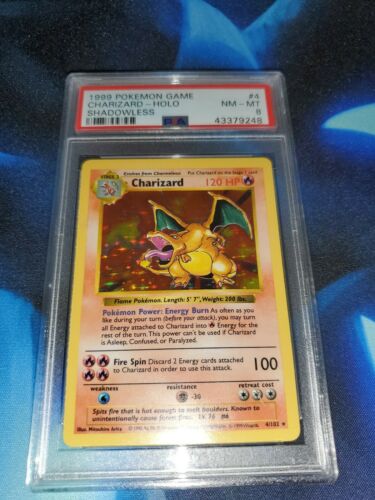 1999 POKEMON GAME #4
CHARIZARD - HOLO NM - MT
SHADOWLESS 8
PSA 43379248
Evolves from Charmeleon Put Charizard on the Stage 1 card
STAGE 2 Charizard 120 HP
Flame Pokémon. Length: 5' 7", Weight: 200 lbs.
Pokémon Power: Energy Burn As often as you
like during your turn (before your attack), you may turn
all Energy attached to Charizard into Energy for the
rest of the turn. This power can't be used if Charizard
is Asleep, Confused, or Paralyzed.
Fire Spin Discard 2 Energy cards attached
to Charizard in order to use this attack. 100
weakness resistance retreat cost
-30
Spits fire that is hot enough to melt boulders. Known to
unintentionally cause forest fires. LV. 76 #6
Illus. Mitsuhiro Arita 4/102